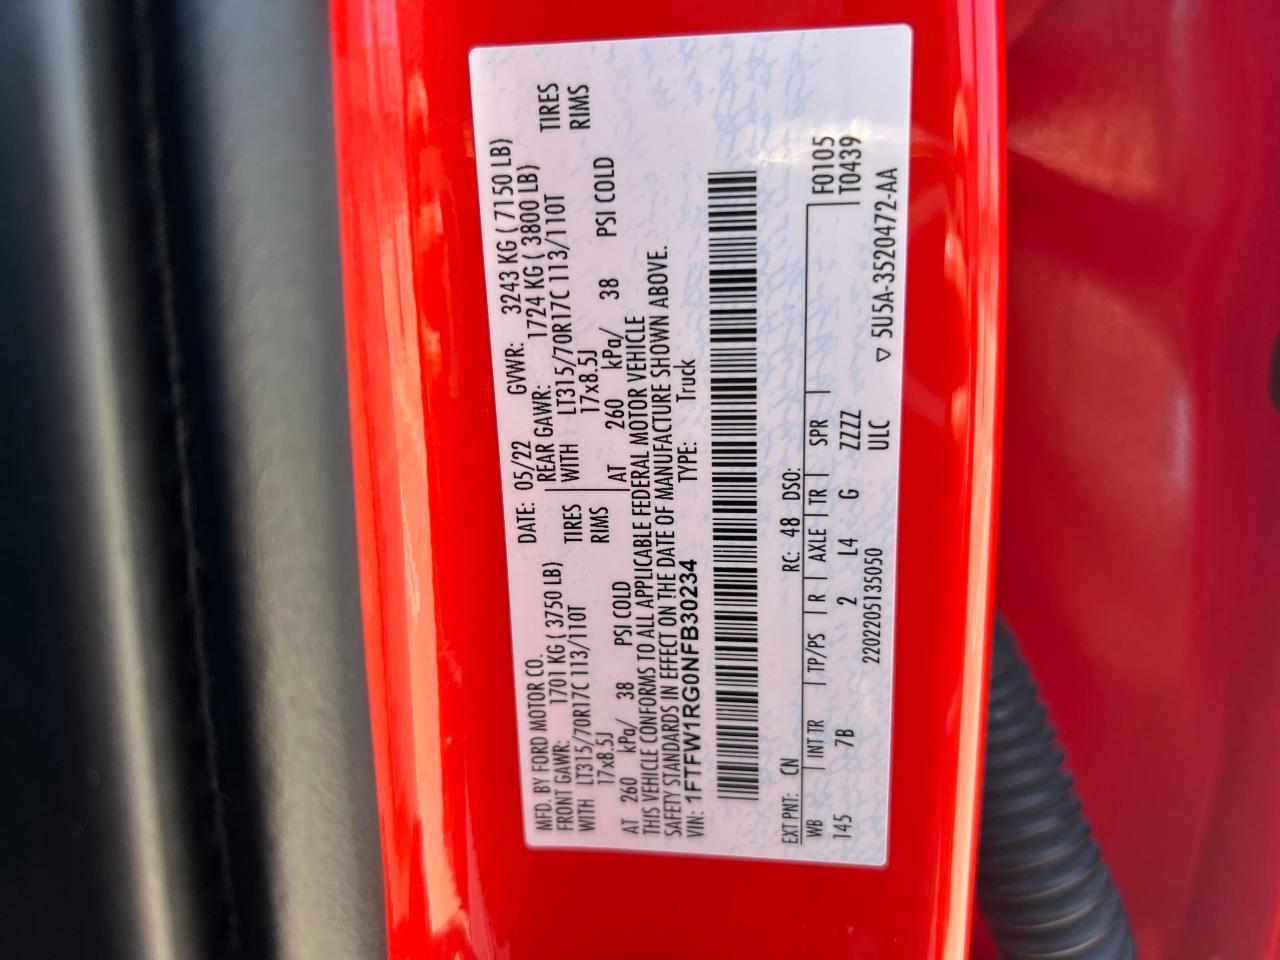 MFD. BY FORD MOTOR CO.
DATE: 05/22 GVWR: 3243 KG ( 7150 LB)
FRONT GAWR: 1701 KG ( 3750 LB)
REAR GAWR: 1724 KG ( 3800 LB)
WITH LT315/70R17C 113/110T TIRES
WITH LT315/70R17C 113/110T TIRES
17x8.5J RIMS
17x8.5J RIMS
AT 260 kPa/ 38 PSI COLD
AT 260 kPa/ 38 PSI COLD
THIS VEHICLE CONFORMS TO ALL APPLICABLE FEDERAL MOTOR VEHICLE
SAFETY STANDARDS IN EFFECT ON THE DATE OF MANUFACTURE SHOWN ABOVE.
VIN: 1FTFW1RG0NFB30234 TYPE: Truck
EXT PNT: CN RC: 48 DSO:
WB INT TR TP/PS R AXLE TR SPR F0105
145 7B 2 L4 G ZZZZ T0439
2202205135050 ULC
▽ 5U5A-3520472-AA